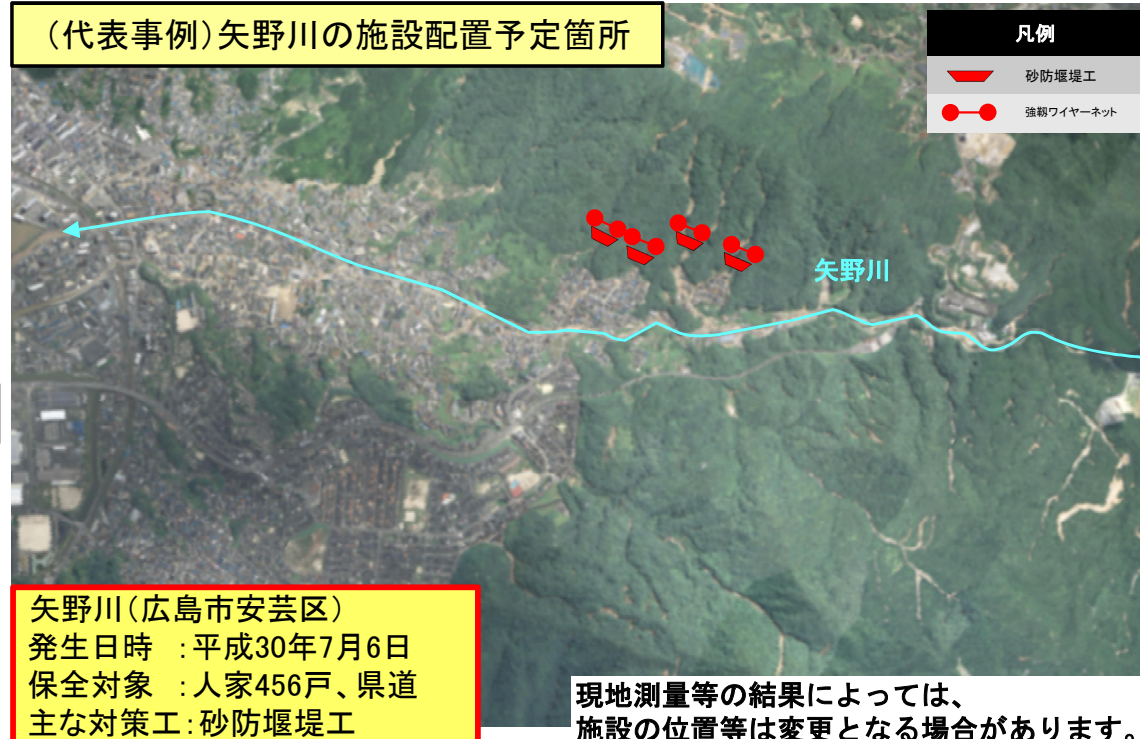 (代表事例)矢野川の施設配置予定箇所
凡例
砂防堰堤工
強靱ワイヤーネット
矢野川
矢野川(広島市安芸区)
発生日時 :平成30年7月6日
保全対象 :人家456戸、県道
主な対策工:砂防堰堤工
現地測量等の結果によっては、
施設の位置等は変更となる場合があります。